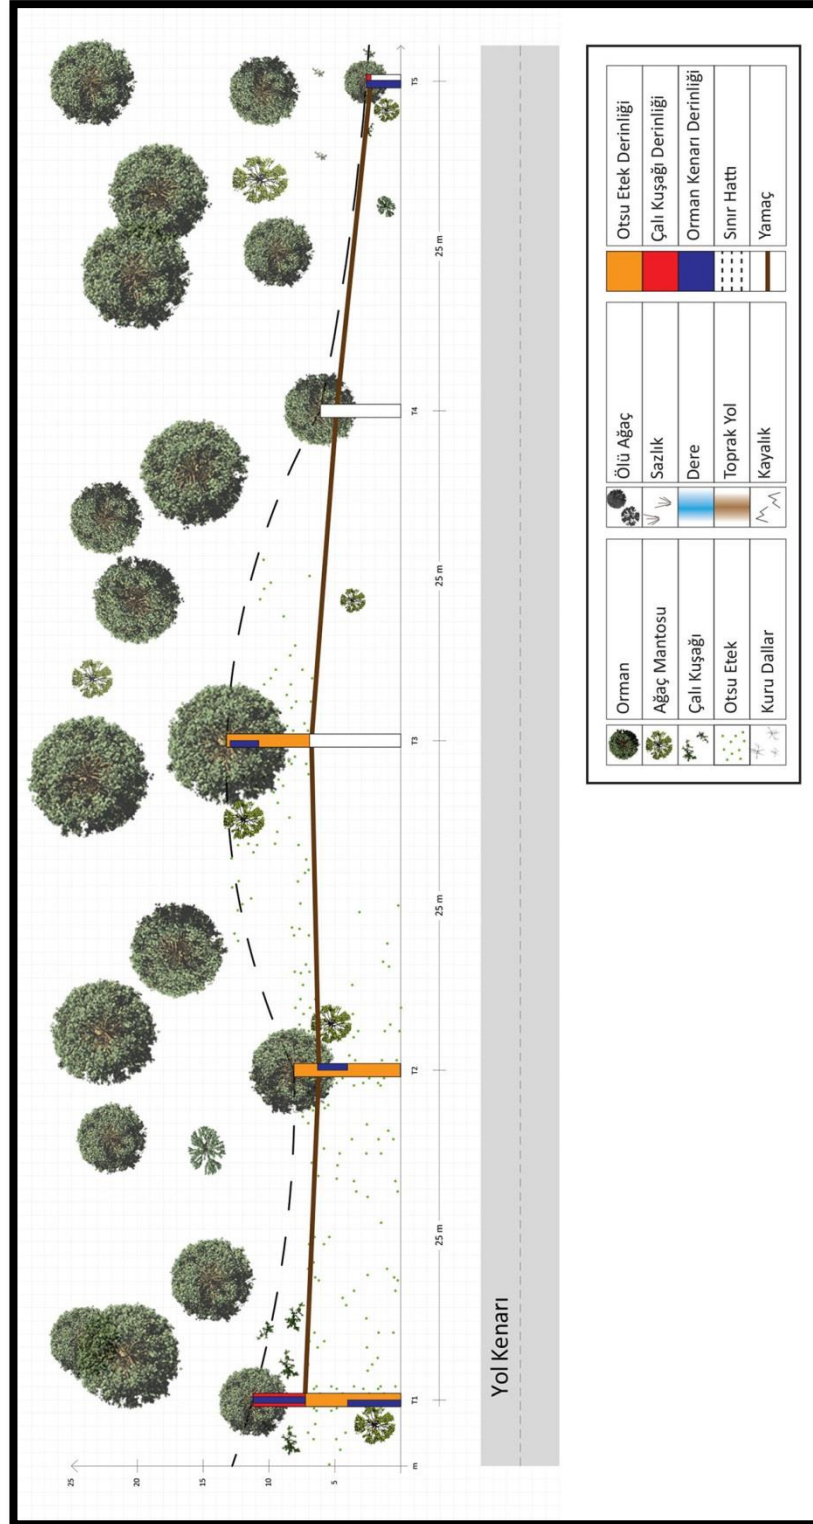 25
20
15
10
5
m
T1
25 m
T2
25 m
T3
25 m
T4
25 m
T5
Yol Kenarı
Orman
Ağaç Mantosu
Çalı Kuşağı
Otsu Etek
Kuru Dallar
Ölü Ağaç
Sazlık
Dere
Toprak Yol
Kayalık
Otsu Etek Derinliği
Çalı Kuşağı Derinliği
Orman Kenarı Derinliği
Sınır Hattı
Yamaç